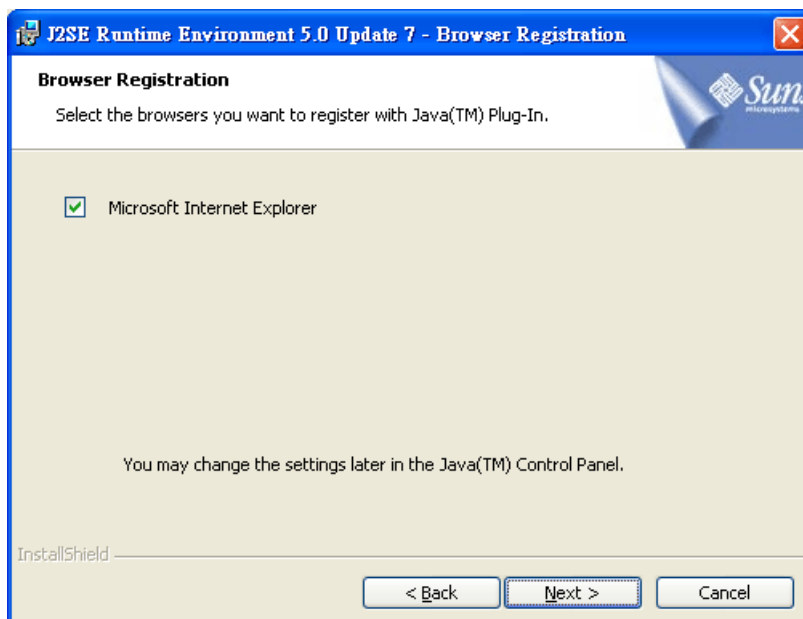 J2SE Runtime Environment 5.0 Update 7 - Browser Registration
Browser Registration
Select the browsers you want to register with Java(TM) Plug-In.
Sun
microsystems
Microsoft Internet Explorer
You may change the settings later in the Java(TM) Control Panel.
InstallShield
< Back
Next >
Cancel